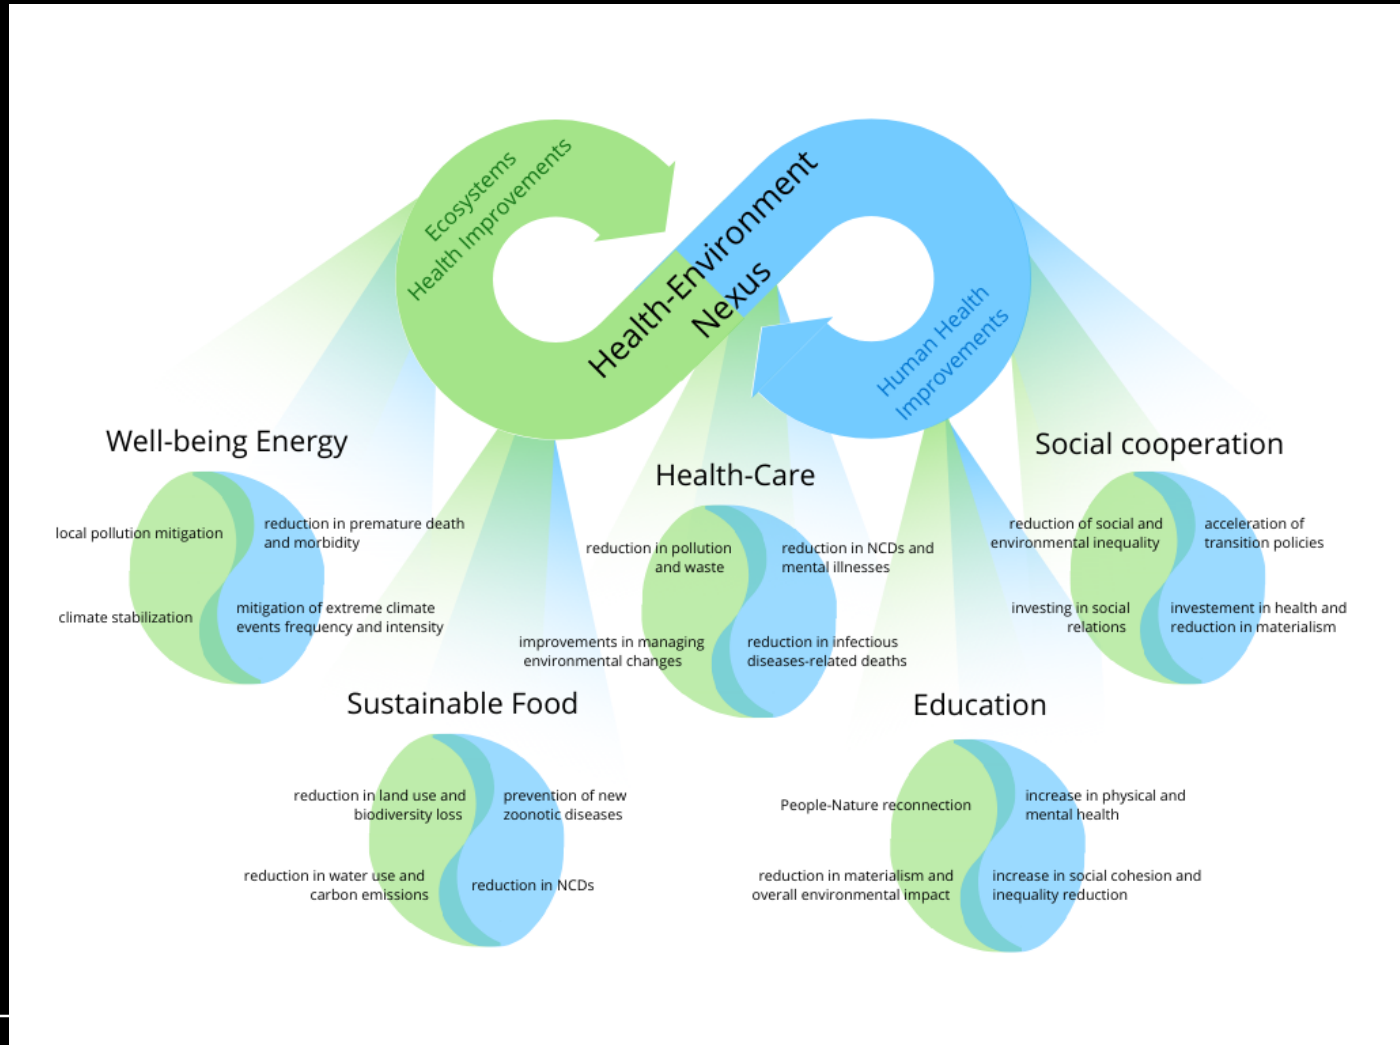 Ecosystems
Health Improvements
Health-Environment
Nexus
Human Health
Improvements
Well-being Energy
local pollution mitigation
reduction in premature death
and morbidity
climate stabilization
mitigation of extreme climate
events frequency and intensity
Sustainable Food
reduction in land use and
biodiversity loss
prevention of new
zoonotic diseases
reduction in water use and
carbon emissions
reduction in NCDs
Health-Care
reduction in pollution
and waste
reduction in NCDs and
mental illnesses
improvements in managing
environmental changes
reduction in infectious
diseases-related deaths
Education
People-Nature reconnection
increase in physical and
mental health
reduction in materialism and
overall environmental impact
increase in social cohesion and
inequality reduction
Social cooperation
reduction of social and
environmental inequality
acceleration of
transition policies
investing in social
relations
investement in health and
reduction in materialism